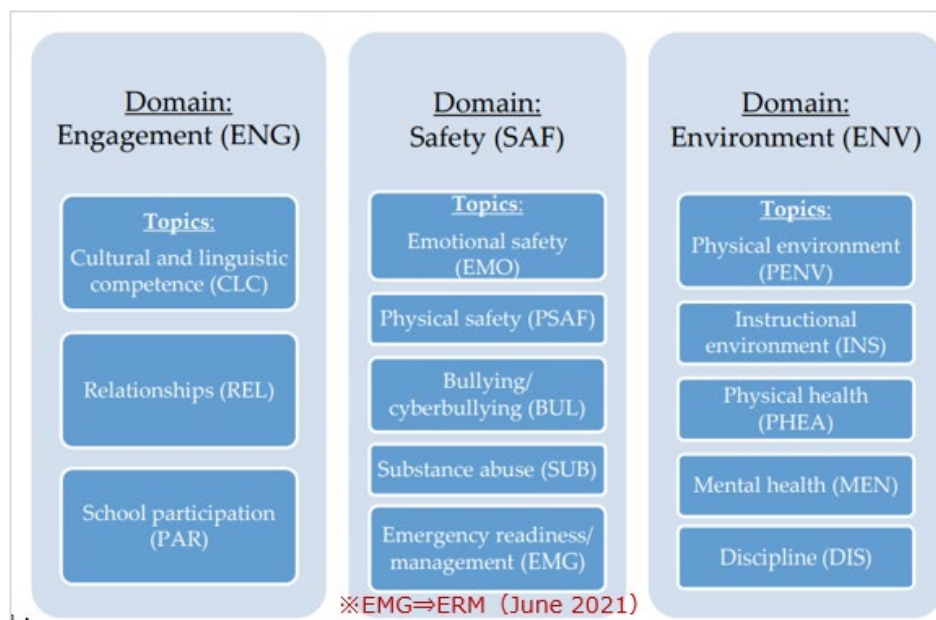 Domain:
Engagement (ENG)
Topics:
Cultural and linguistic
competence (CLC)
Relationships (REL)
School participation
(PAR)
Domain:
Safety (SAF)
Topics:
Emotional safety
(EMO)
Physical safety (PSAF)
Bullying/
cyberbullying (BUL)
Substance abuse (SUB)
Emergency readiness/
management (EMG)
Domain:
Environment (ENV)
Topics:
Physical environment
(PENV)
Instructional
environment (INS)
Physical health
(PHEA)
Mental health (MEN)
Discipline (DIS)
※EMG⇒ERM（June 2021）